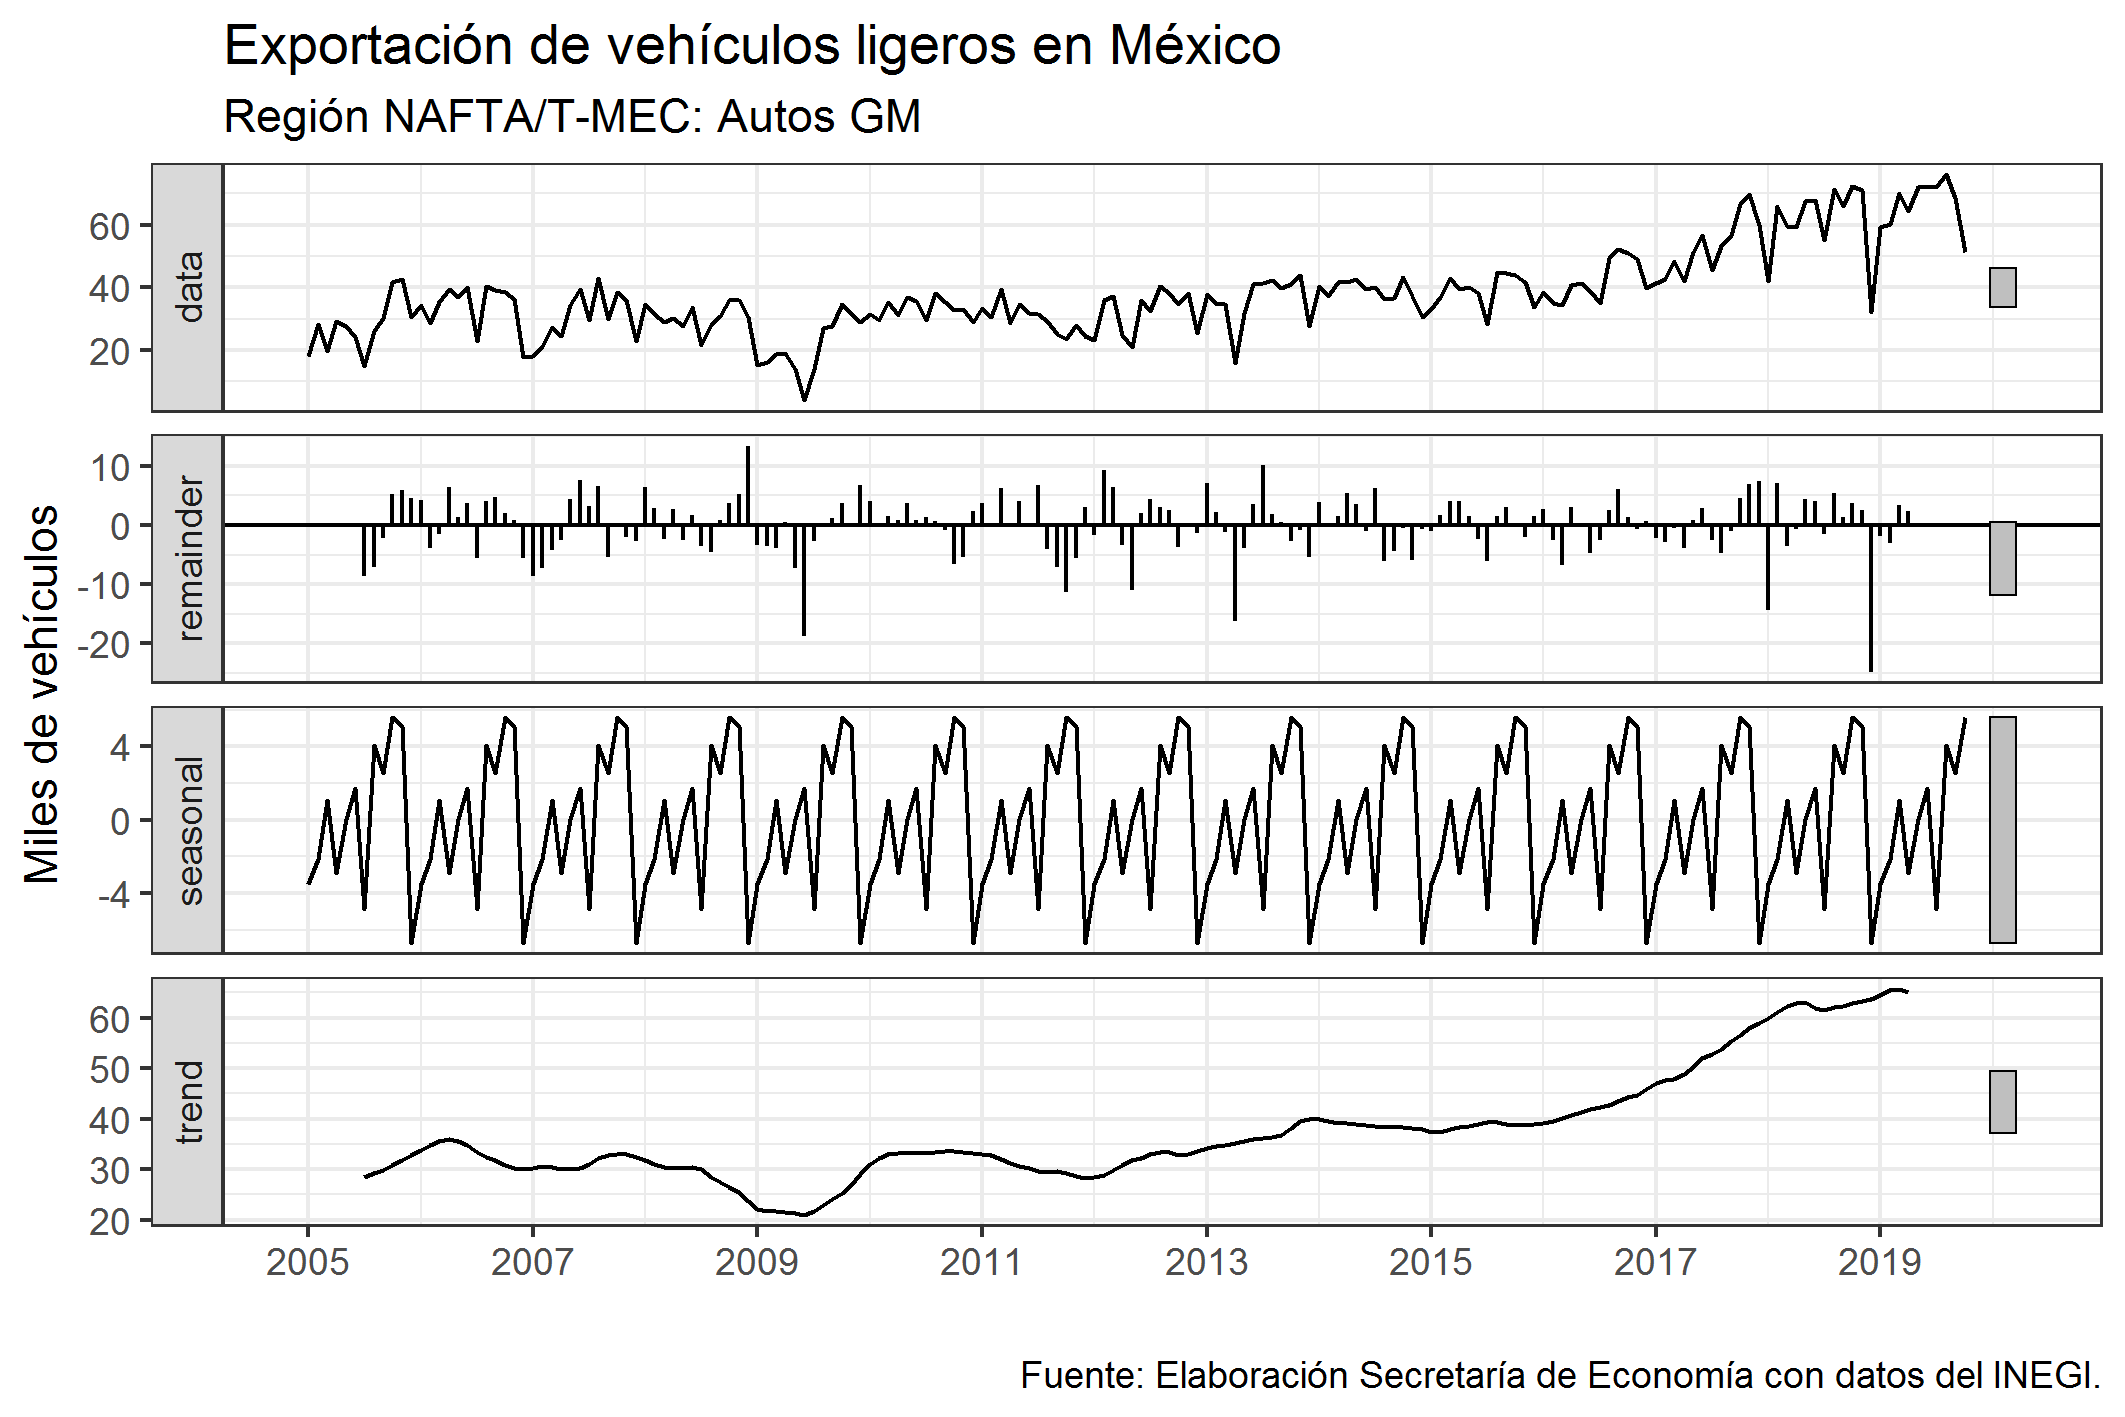 Exportación de vehículos ligeros en México
Región NAFTA/T-MEC: Autos GM
Miles de vehículos
data
60
40
20
remainder
10
0
-10
-20
seasonal
4
0
-4
trend
60
50
40
30
20
2005 2007 2009 2011 2013 2015 2017 2019
Fuente: Elaboración Secretaría de Economía con datos del INEGI.